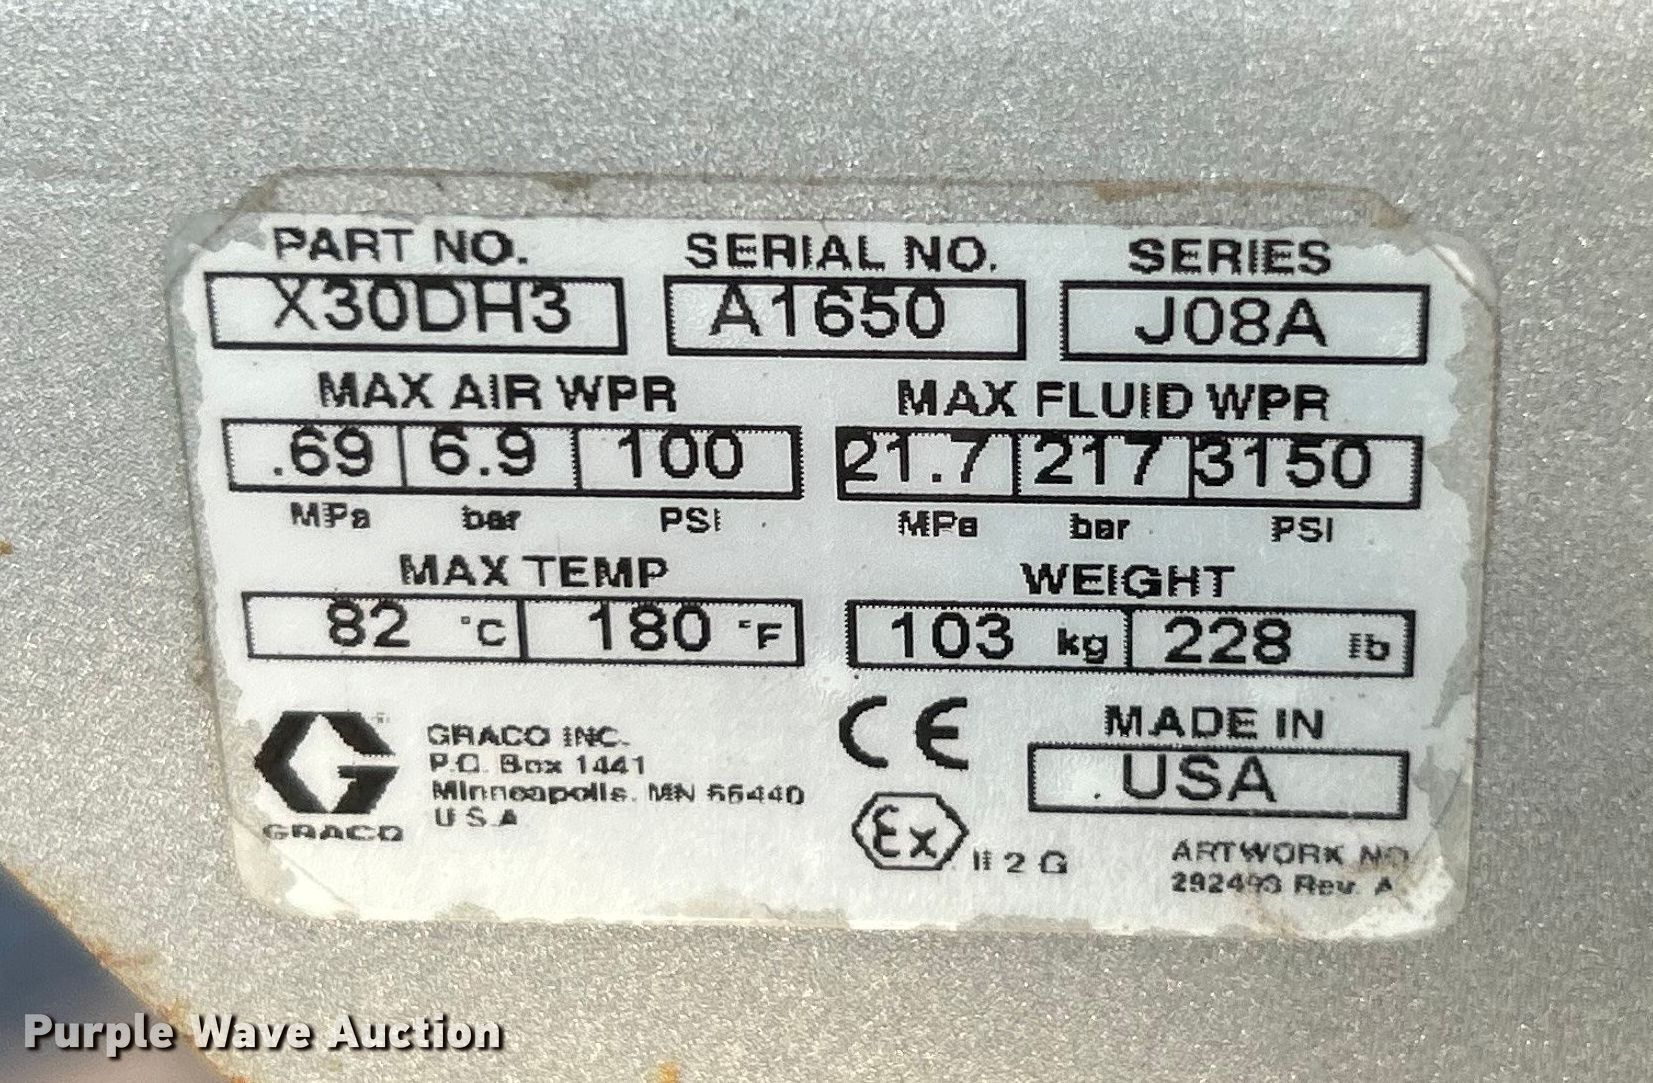 PART NO. SERIAL NO. SERIES
X30DH3 A1650 J08A
MAX AIR WPR MAX FLUID WPR
.69 6.9 100 21.7 217 3150
MPa bar PSI MPa bar PSI
MAX TEMP WEIGHT
82 °C 180 °F 103 kg 228 lb
GRACO
GRACO INC.
P.O. Box 1441
Minneapolis, MN 55440
U.S.A
CE
MADE IN
USA
Ex II 2 G
ARTWORK NO.
292493 Rev. A
Purple Wave Auction